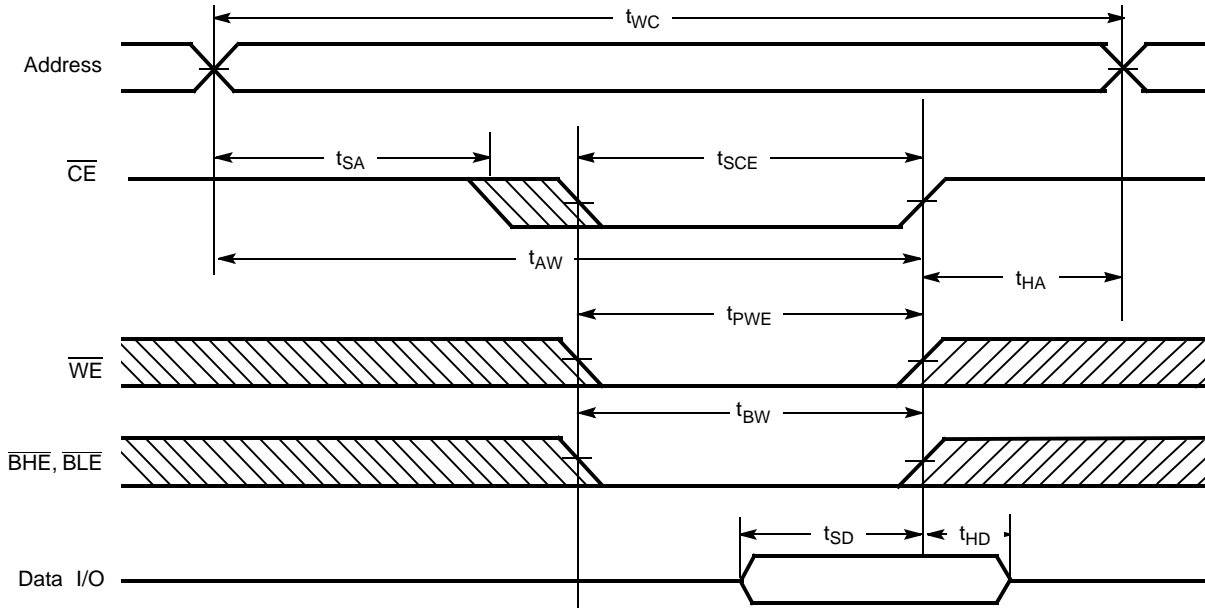 tWC
Address
tSA
tSCE
CE
tAW
tHA
tPWE
WE
tBW
BHE, BLE
tSD
tHD
Data I/O